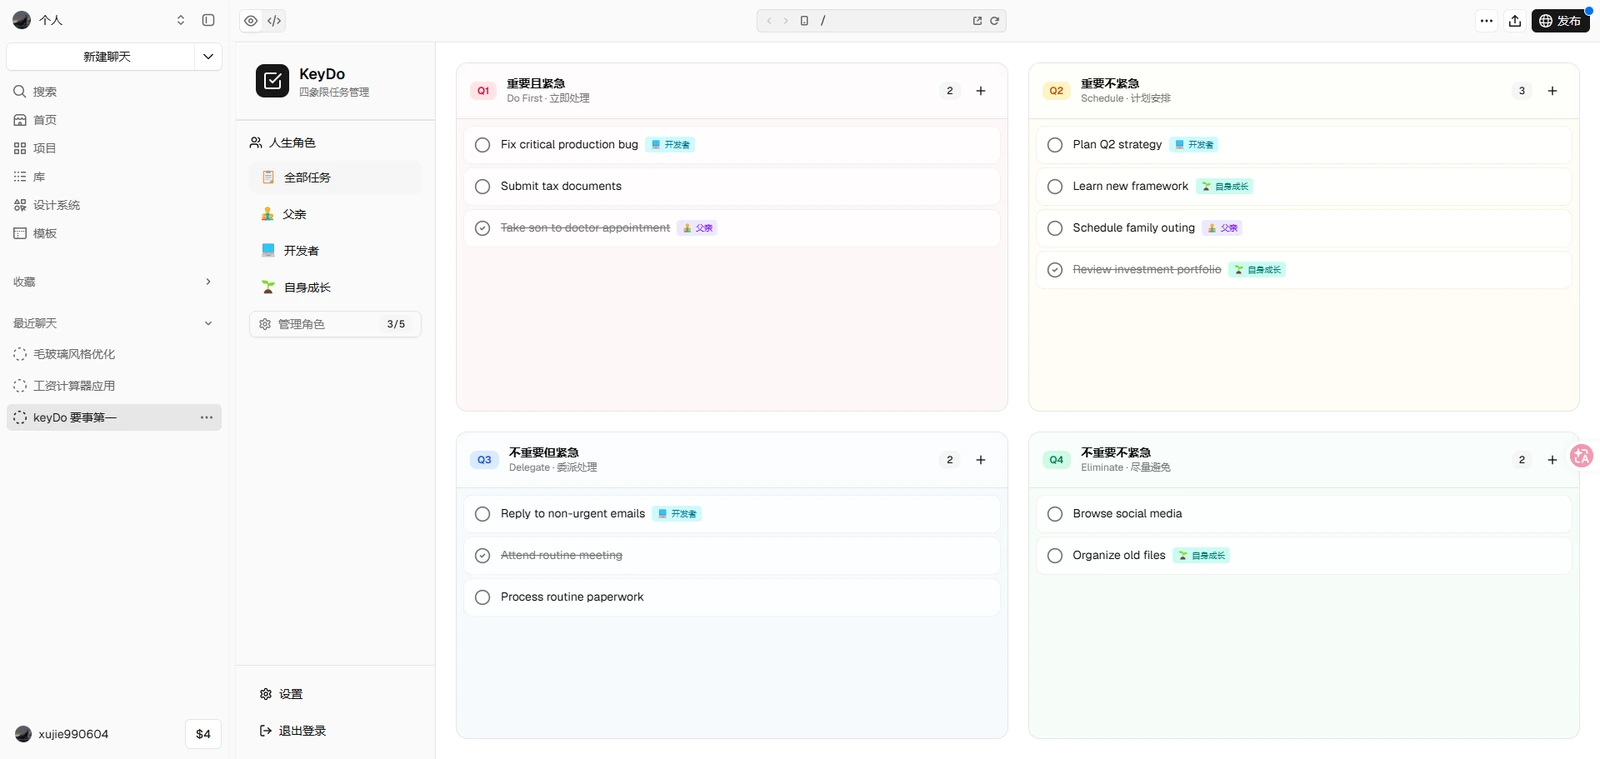 个人
新建聊天
搜索
首页
项目
库
设计系统
模板
收藏
最近聊天
毛玻璃风格优化
工资计算器应用
keyDo 要事第一
xujie990604
$4
/
发布
KeyDo
四象限任务管理
人生角色
全部任务
父亲
开发者
自身成长
管理角色 3/5
设置
退出登录
Q1 重要且紧急 2
Do First · 立即处理
Fix critical production bug 开发者
Submit tax documents
Take son to doctor appointment 父亲
Q2 重要不紧急 3
Schedule · 计划安排
Plan Q2 strategy 开发者
Learn new framework 自身成长
Schedule family outing 父亲
Review investment portfolio 自身成长
Q3 不重要但紧急 2
Delegate · 委派处理
Reply to non-urgent emails 开发者
Attend routine meeting
Process routine paperwork
Q4 不重要不紧急 2
Eliminate · 尽量避免
Browse social media
Organize old files 自身成长